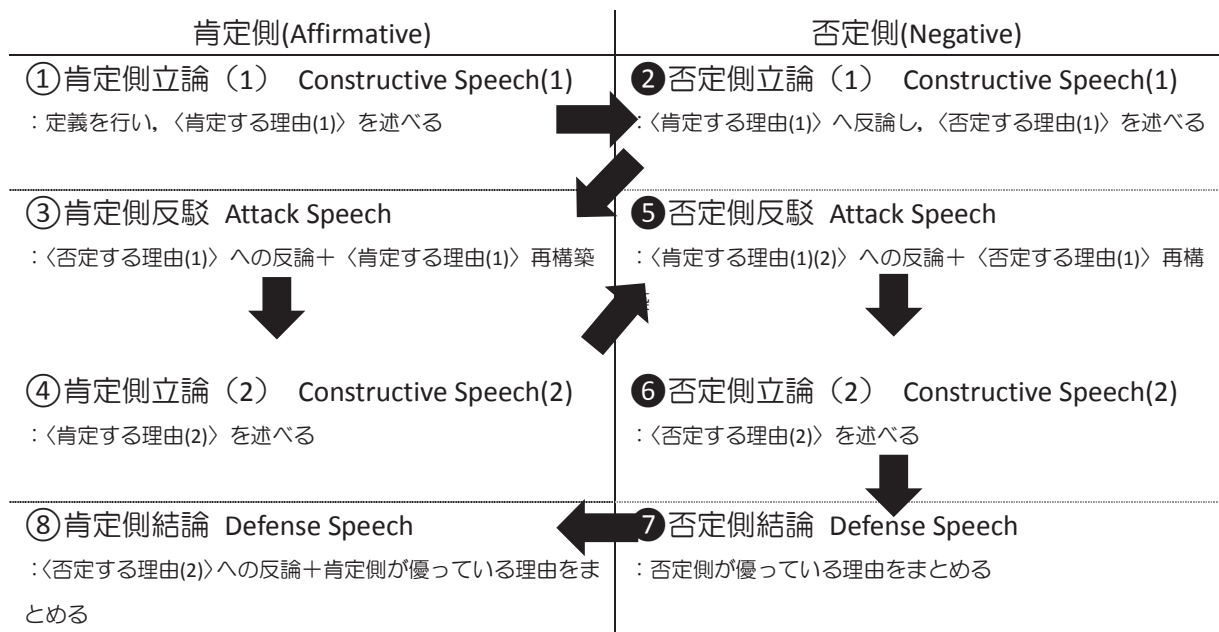 肯定側(Affirmative)
否定側(Negative)
①肯定側立論（1） Constructive Speech(1)
：定義を行い，〈肯定する理由(1)〉を述べる
❷否定側立論（1） Constructive Speech(1)
：〈肯定する理由(1)〉へ反論し，〈否定する理由(1)〉を述べる
③肯定側反駁 Attack Speech
：〈否定する理由(1)〉への反論＋〈肯定する理由(1)〉再構築
④肯定側立論（2） Constructive Speech(2)
：〈肯定する理由(2)〉を述べる
❺否定側反駁 Attack Speech
：〈肯定する理由(1)(2)〉への反論＋〈否定する理由(1)〉再構
❻否定側立論（2） Constructive Speech(2)
：〈否定する理由(2)〉を述べる
❼否定側結論 Defense Speech
：否定側が優っている理由をまとめる
⑧肯定側結論 Defense Speech
：〈否定する理由(2)〉への反論＋肯定側が優っている理由をま
とめる